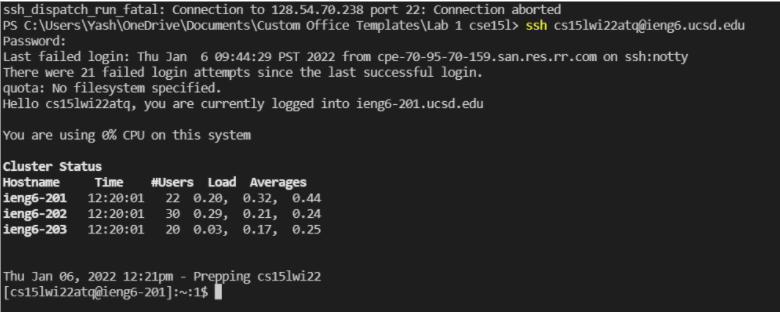 ssh_dispatch_run_fatal: Connection to 128.54.70.238 port 22: Connection aborted
PS C:\Users\Yash\OneDrive\Documents\Custom Office Templates\Lab 1 cse15l> ssh cs15lwi22atq@ieng6.ucsd.edu
Password:
Last failed login: Thu Jan  6 09:44:29 PST 2022 from cpe-70-95-70-159.san.res.rr.com on ssh:notty
There were 21 failed login attempts since the last successful login.
quota: No filesystem specified.
Hello cs15lwi22atq, you are currently logged into ieng6-201.ucsd.edu
You are using 0% CPU on this system
Cluster Status
Hostname     Time    #Users  Load  Averages
ieng6-201   12:20:01   22  0.20,  0.32,  0.44
ieng6-202   12:20:01   30  0.29,  0.21,  0.24
ieng6-203   12:20:01   20  0.03,  0.17,  0.25
Thu Jan 06, 2022 12:21pm - Prepping cs15lwi22
[cs15lwi22atq@ieng6-201]:~:1$